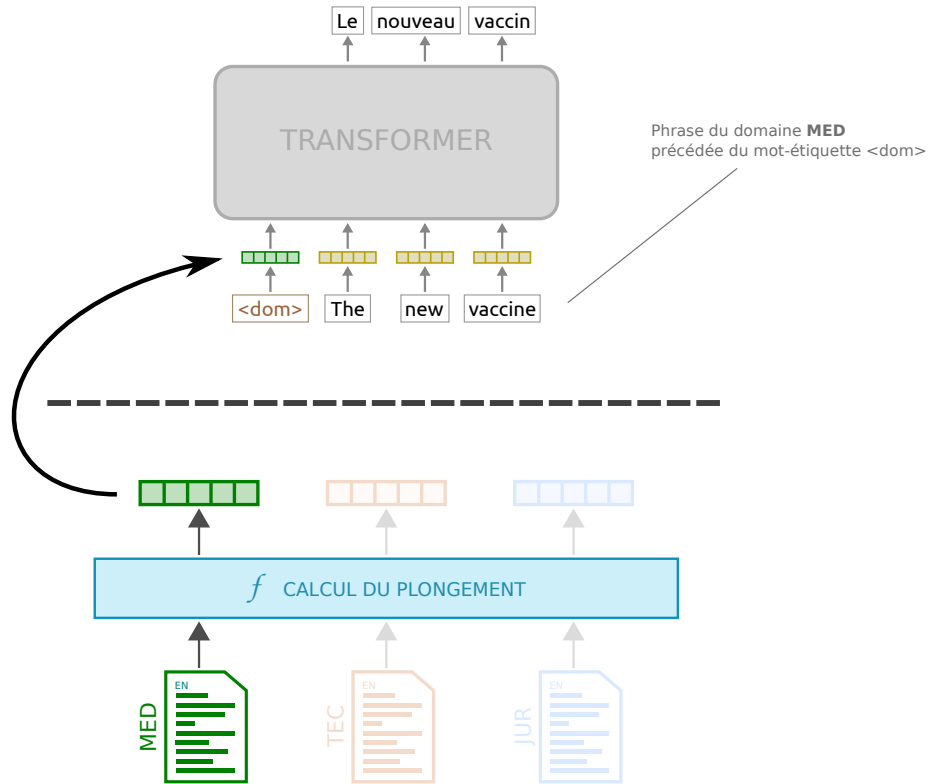 Le nouveau vaccin
TRANSFORMER
Phrase du domaine MED
précédée du mot-étiquette <dom>
<dom> The new vaccine
f CALCUL DU PLONGEMENT
MED EN
TEC EN
JUR EN